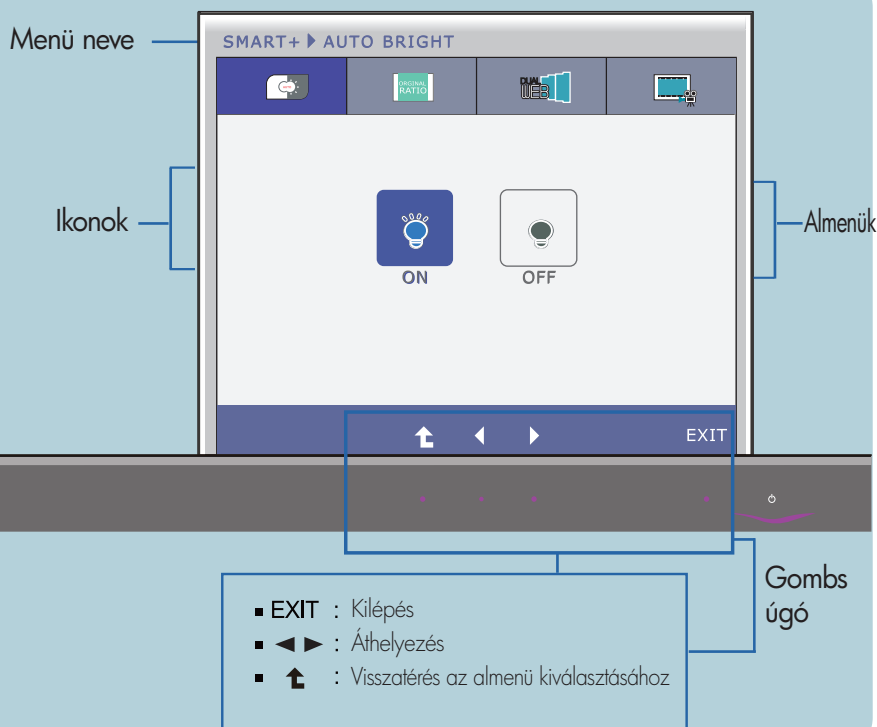 Menü neve
SMART+ AUTO BRIGHT
ORIGINAL
RATIO
DUAL
WEB
Ikonok
Almenük
ON
OFF
EXIT
Gombs
úgó
EXIT : Kilépés
◄ ► : Áthelyezés
: Visszatérés az almenü kiválasztásához